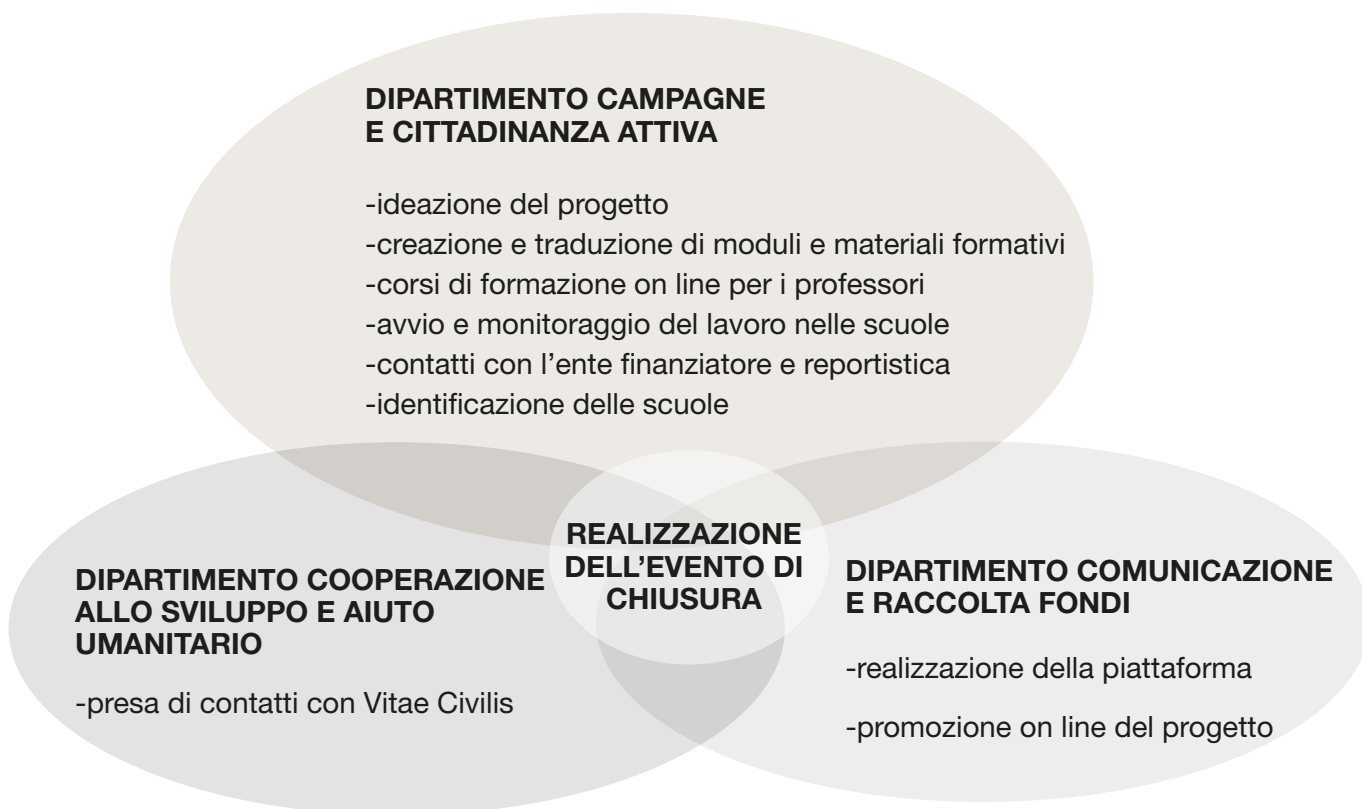 DIPARTIMENTO CAMPAGNE
E CITTADINANZA ATTIVA
-ideazione del progetto
-creazione e traduzione di moduli e materiali formativi
-corsi di formazione on line per i professori
-avvio e monitoraggio del lavoro nelle scuole
-contatti con l’ente finanziatore e reportistica
-identificazione delle scuole
DIPARTIMENTO COOPERAZIONE
ALLO SVILUPPO E AIUTO
UMANITARIO
-presa di contatti con Vitae Civilis
REALIZZAZIONE
DELL’EVENTO DI
CHIUSURA
DIPARTIMENTO COMUNICAZIONE
E RACCOLTA FONDI
-realizzazione della piattaforma
-promozione on line del progetto